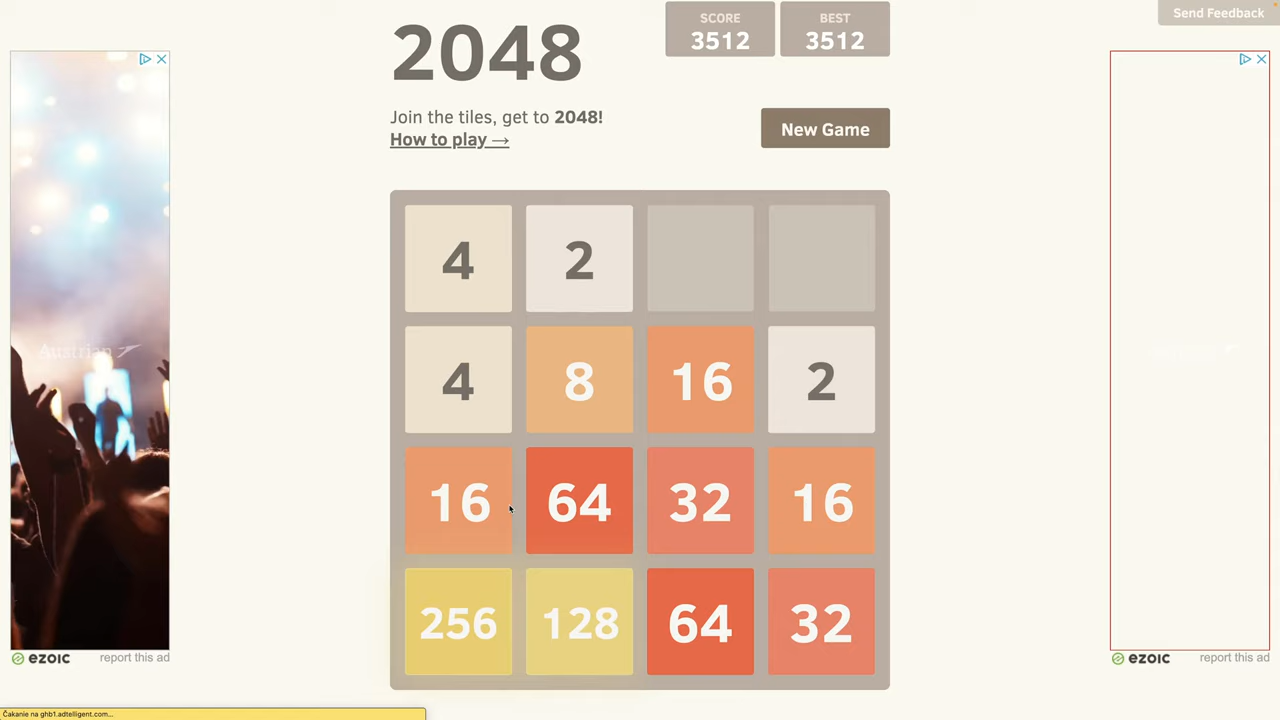 SCORE
3512
BEST
3512
Send Feedback
2048
Join the tiles, get to 2048!
How to play →
New Game
4 2
4 8 16 2
16 64 32 16
256 128 64 32
Austrian
ezoic
report this ad
ezoic
report this ad
Čakanie na ghb1.adtelligent.com...